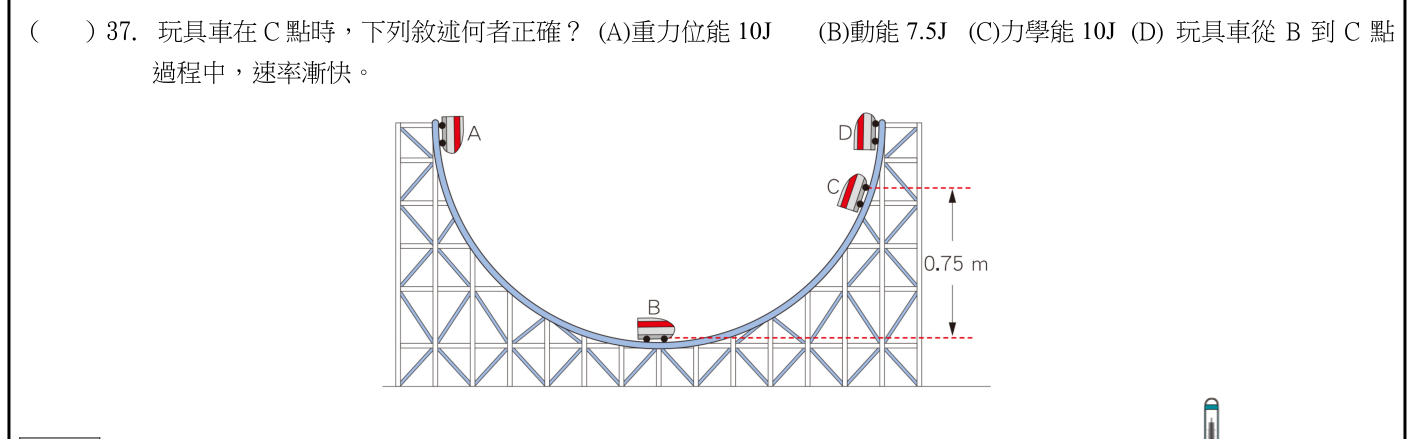 (　　) 37. 玩具車在 C 點時，下列敘述何者正確？ (A)重力位能 10J　(B)動能 7.5J (C)力學能 10J (D) 玩具車從 B 到 C 點
過程中，速率漸快。
A
D
C
0.75 m
B